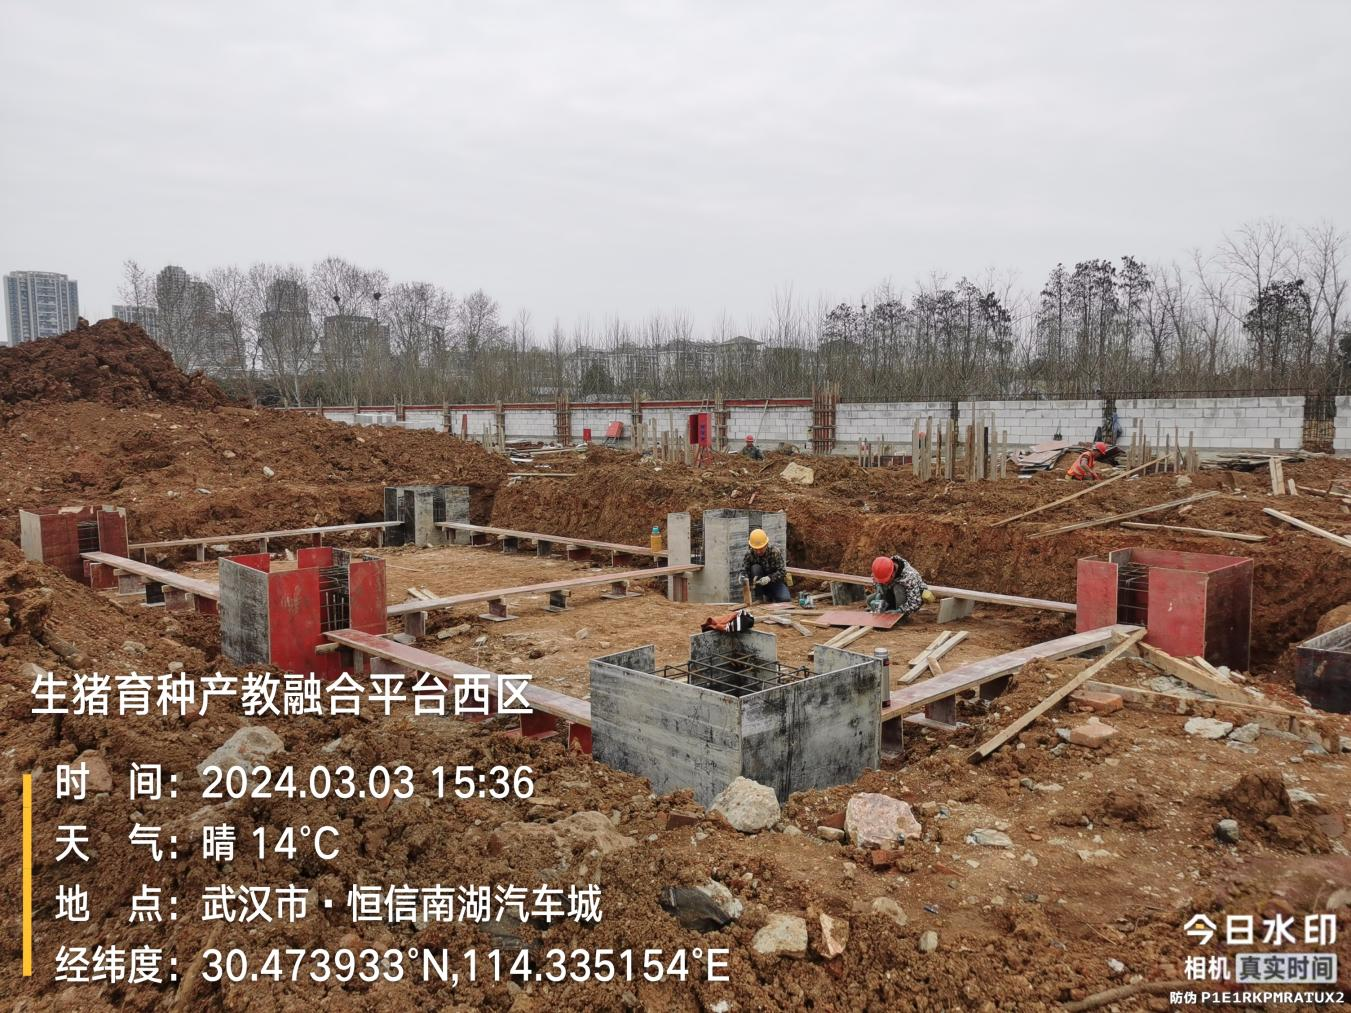 生猪育种产教融合平台西区
时 间：2024.03.03 15:36
天 气：晴 14°C
地 点：武汉市·恒信南湖汽车城
经纬度：30.473933°N,114.335154°E
今日水印
相机 真实时间
防伪 P1E1RKPMRATUX2